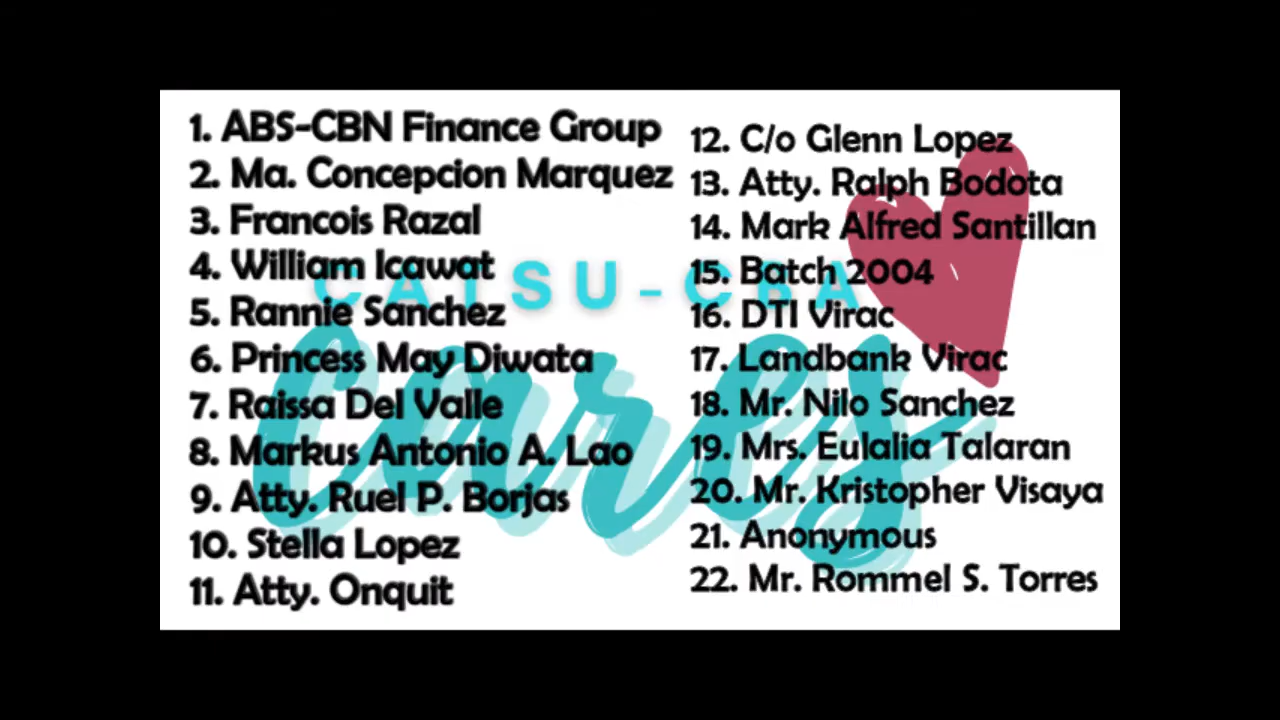 1. ABS-CBN Finance Group
2. Ma. Concepcion Marquez
3. Francois Razal
4. William Icawat
5. Rannie Sanchez
6. Princess May Diwata
7. Raissa Del Valle
8. Markus Antonio A. Lao
9. Atty. Ruel P. Borjas
10. Stella Lopez
11. Atty. Onquit
12. C/o Glenn Lopez
13. Atty. Ralph Bodota
14. Mark Alfred Santillan
15. Batch 2004
16. DTI Virac
17. Landbank Virac
18. Mr. Nilo Sanchez
19. Mrs. Eulalia Talaran
20. Mr. Kristopher Visaya
21. Anonymous
22. Mr. Rommel S. Torres
CATSU-CBA
Cares